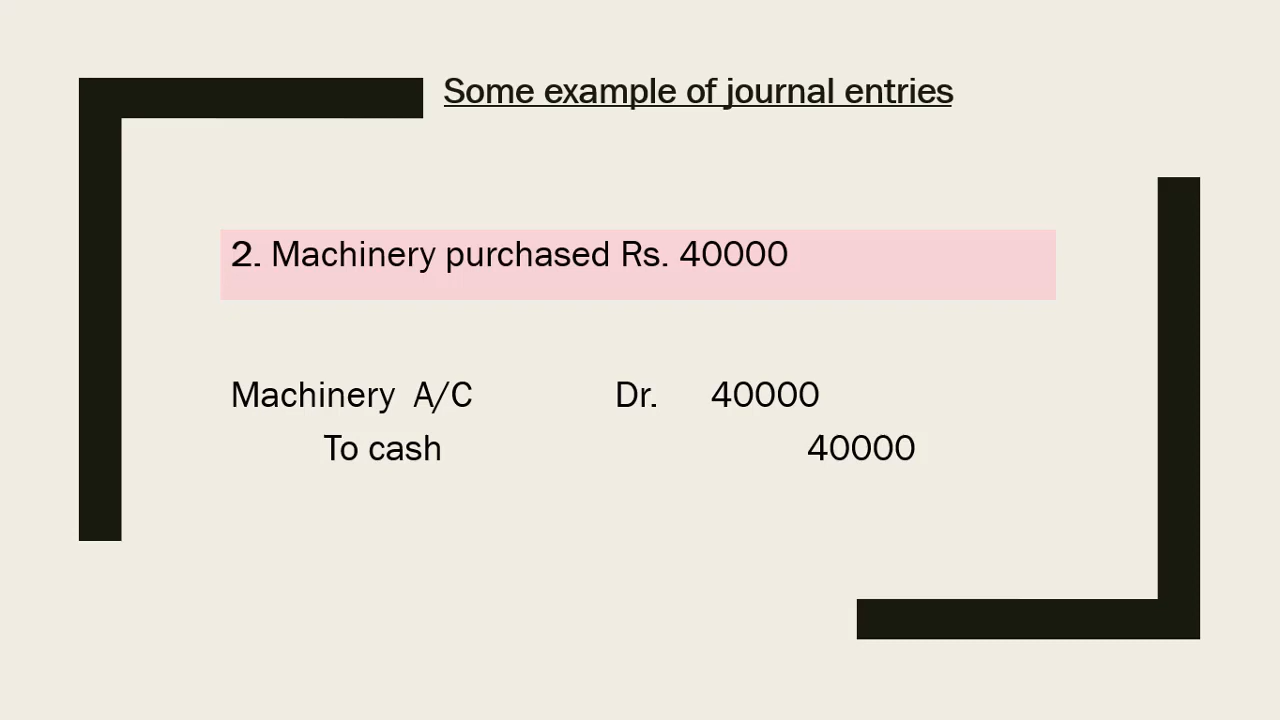 Some example of journal entries
2. Machinery purchased Rs. 40000
Machinery A/C Dr. 40000
To cash 40000